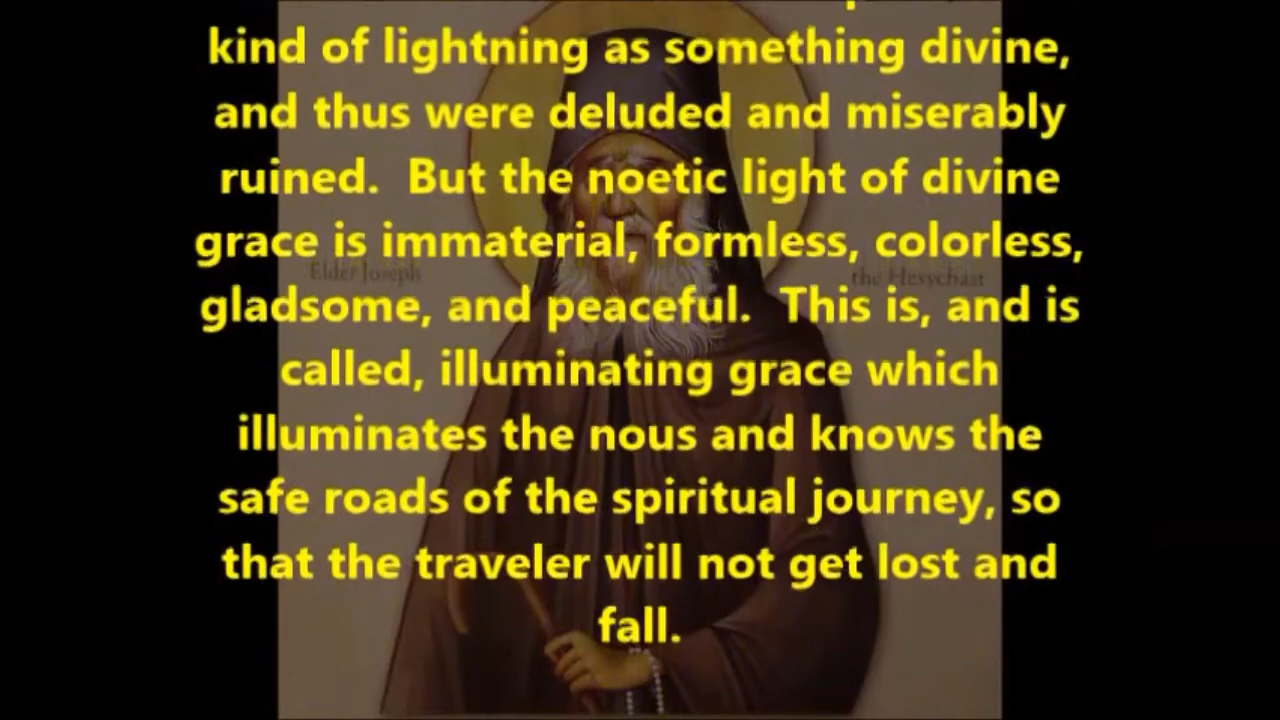 kind of lightning as something divine,
and thus were deluded and miserably
ruined.  But the noetic light of divine
grace is immaterial, formless, colorless,
Elder Joseph
the Hesychast
gladsome, and peaceful.  This is, and is
called, illuminating grace which
illuminates the nous and knows the
safe roads of the spiritual journey, so
that the traveler will not get lost and
fall.